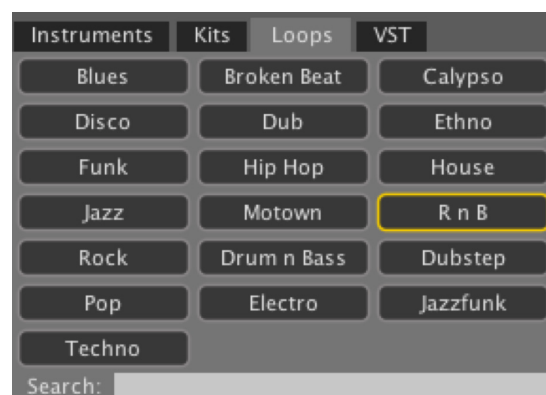 Instruments Kits Loops VST
Blues Broken Beat Calypso
Disco Dub Ethno
Funk Hip Hop House
Jazz Motown R n B
Rock Drum n Bass Dubstep
Pop Electro Jazzfunk
Techno
Search: